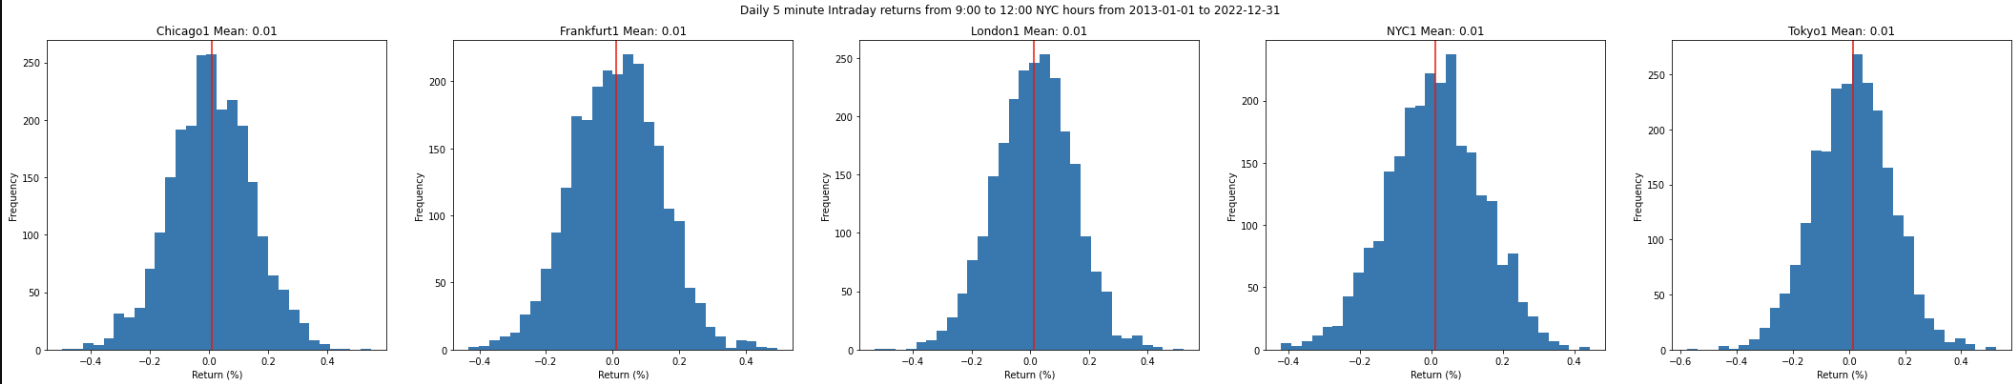 Daily 5 minute Intraday returns from 9:00 to 12:00 NYC hours from 2013-01-01 to 2022-12-31
Chicago1 Mean: 0.01
250
200
150
100
50
0
Frequency
−0.4 −0.2 0.0 0.2 0.4
Return (%)
Frankfurt1 Mean: 0.01
200
150
100
50
0
Frequency
−0.4 −0.2 0.0 0.2 0.4
Return (%)
London1 Mean: 0.01
250
200
150
100
50
0
Frequency
−0.4 −0.2 0.0 0.2 0.4
Return (%)
NYC1 Mean: 0.01
200
150
100
50
0
Frequency
−0.4 −0.2 0.0 0.2 0.4
Return (%)
Tokyo1 Mean: 0.01
250
200
150
100
50
0
Frequency
−0.6 −0.4 −0.2 0.0 0.2 0.4
Return (%)